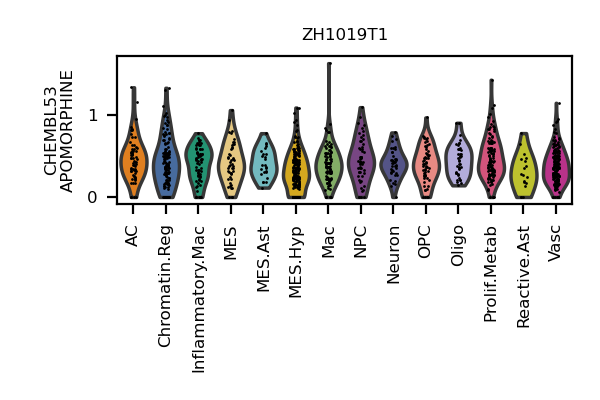 ZH1019T1
CHEMBL53
APOMORPHINE
1
0
AC
Chromatin.Reg
Inflammatory.Mac
MES
MES.Ast
MES.Hyp
Mac
NPC
Neuron
OPC
Oligo
Prolif.Metab
Reactive.Ast
Vasc